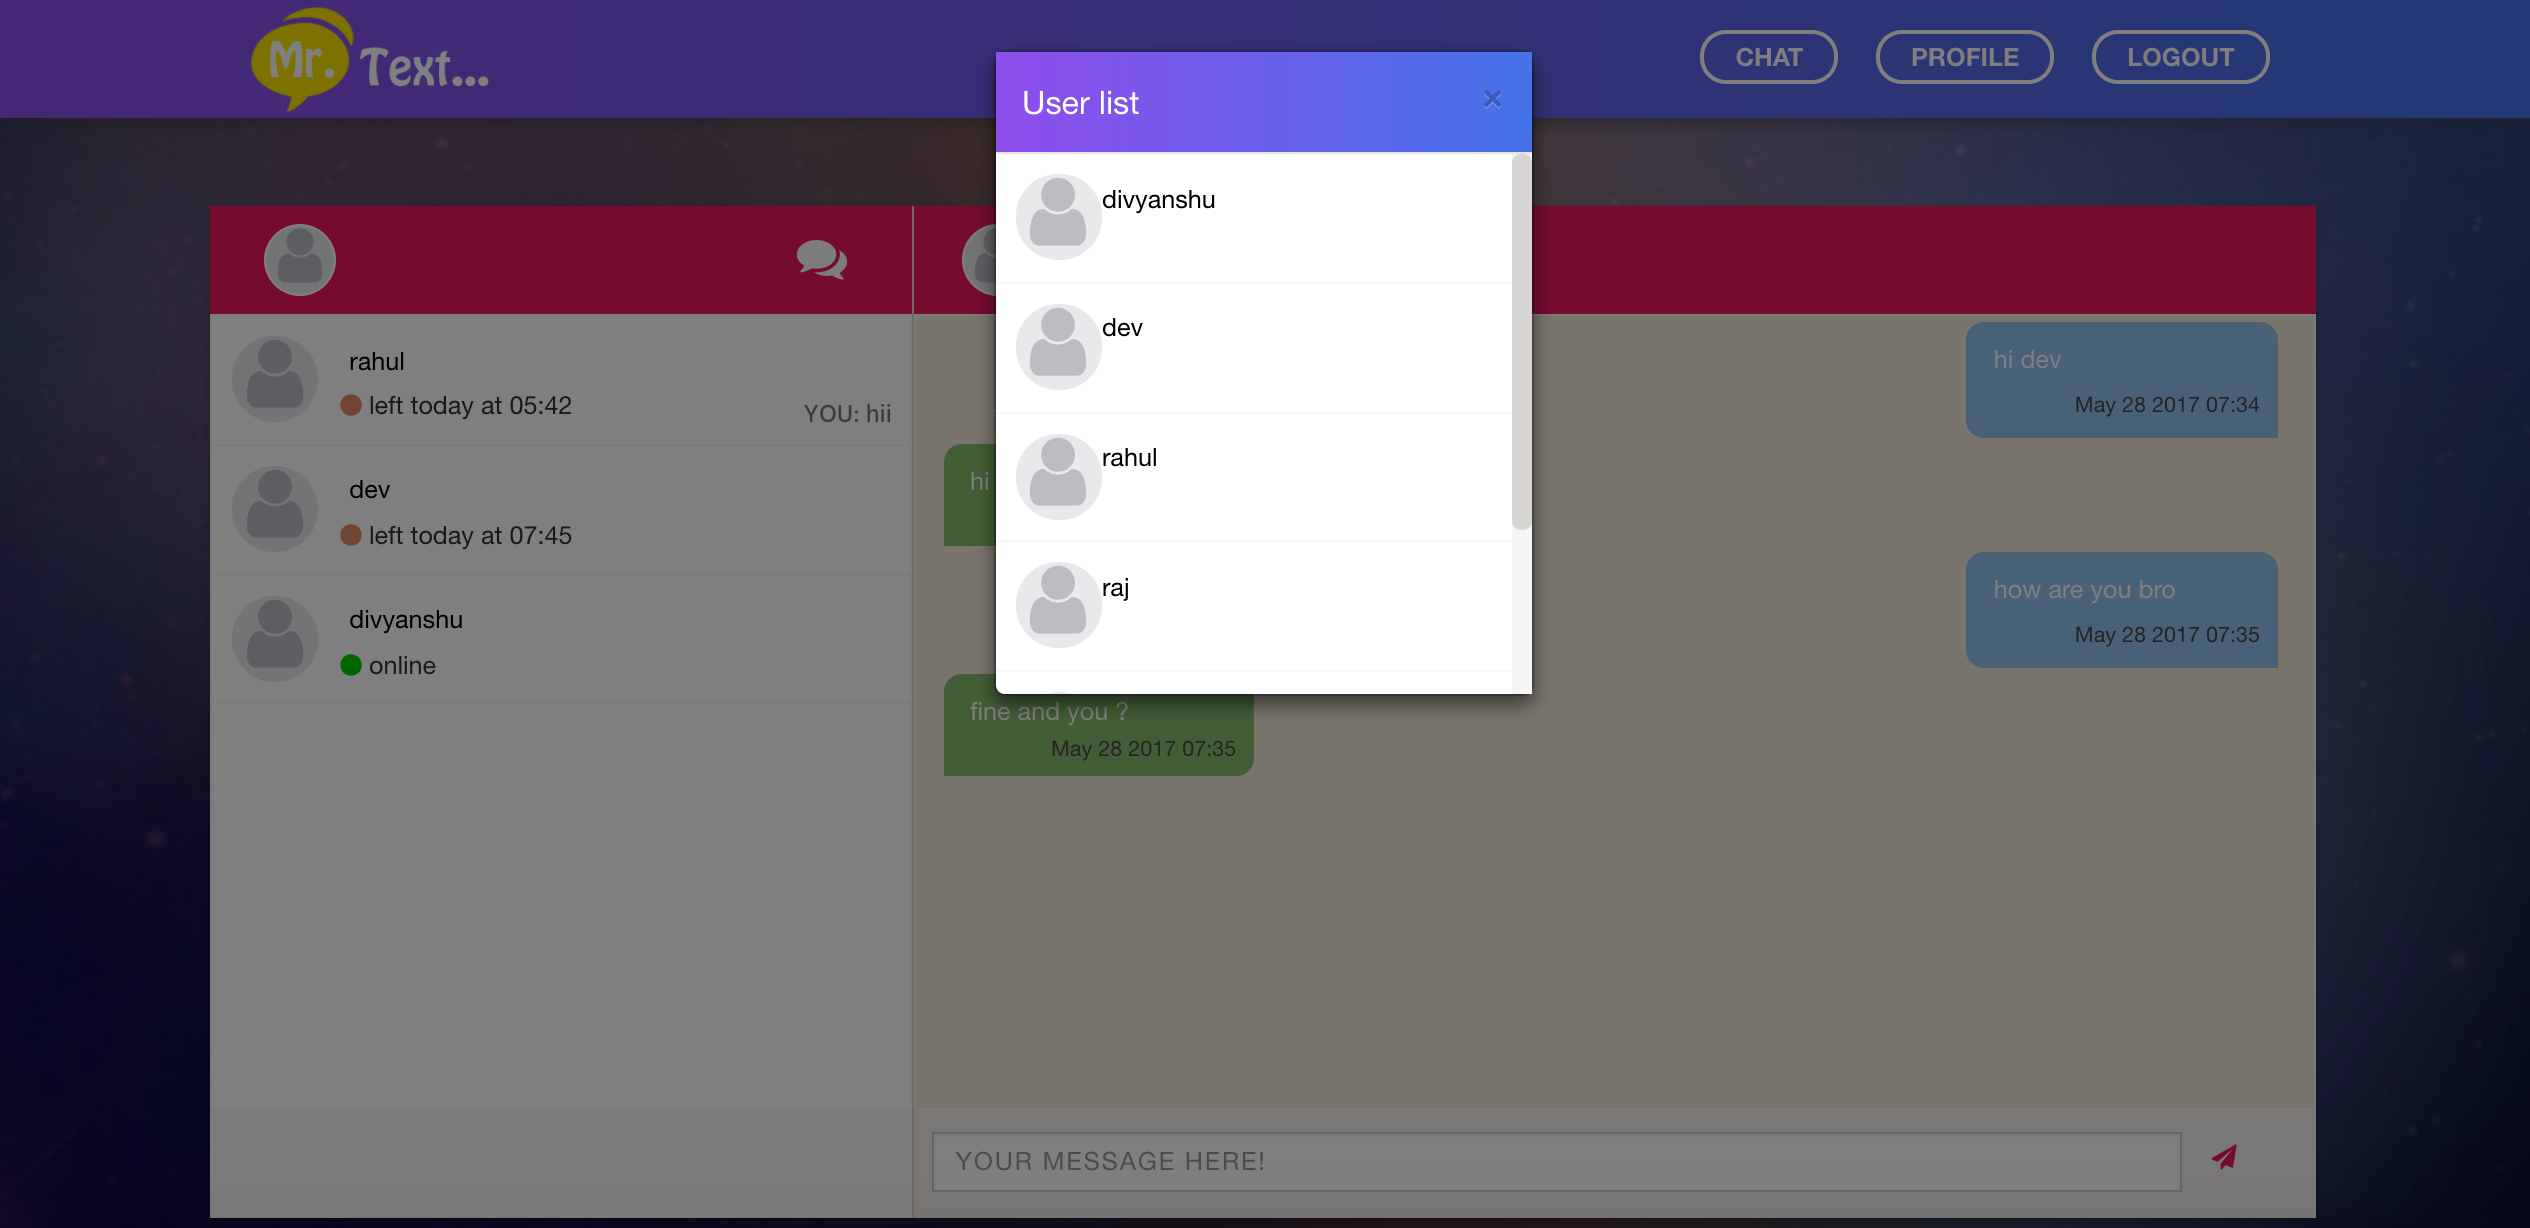 Mr. Text...
CHAT
PROFILE
LOGOUT
User list
×
divyanshu
dev
rahul
raj
rahul
left today at 05:42
YOU: hii
dev
left today at 07:45
divyanshu
online
hi dev
May 28 2017 07:34
hi
how are you bro
May 28 2017 07:35
fine and you ?
May 28 2017 07:35
YOUR MESSAGE HERE!